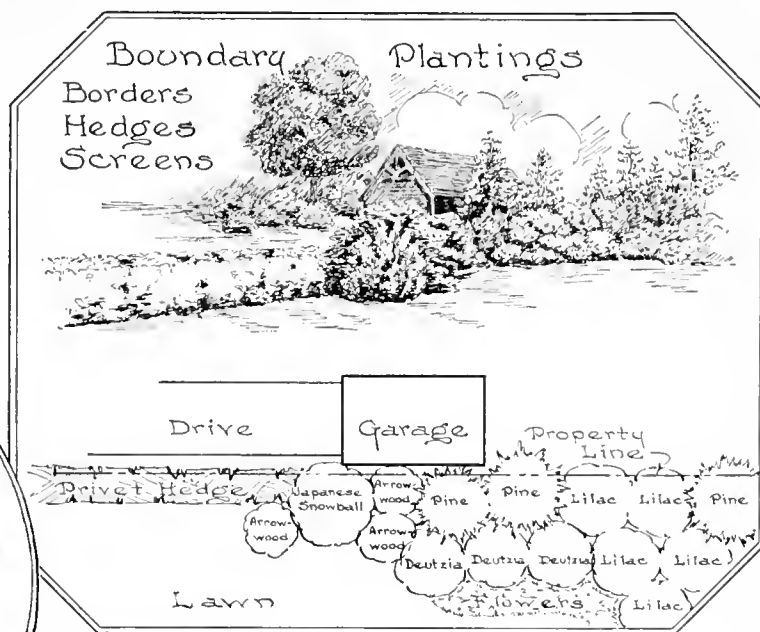 Boundary Plantings
Borders
Hedges
Screens
Drive
Garage
Property
Line
Privet Hedge
Japanese
Snowball
Arrow-
wood
Arrow-
wood
Arrow-
wood
Pine
Pine
Lilac
Lilac
Pine
Deutzia
Deutzia
Deutzia
Lilac
Lilac
Lawn
Flowers
Lilac